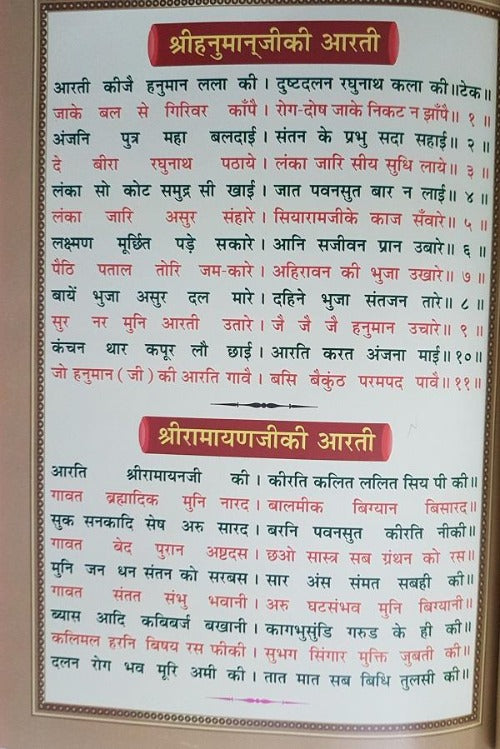 श्रीहनुमान्‌जीकी आरती
आरती कीजै हनुमान लला की। दुष्टदलन रघुनाथ कला की॥टेक॥
जाके बल से गिरिवर काँपै। रोग-दोष जाके निकट न झाँपै॥ १ ॥
अंजनि पुत्र महा बलदाई। संतन के प्रभु सदा सहाई॥ २ ॥
दे बीरा रघुनाथ पठाये। लंका जारि सीय सुधि लाये॥ ३ ॥
लंका सो कोट समुद्र सी खाई। जात पवनसुत बार न लाई॥ ४ ॥
लंका जारि असुर संहारे। सियारामजीके काज सँवारे॥ ५ ॥
लक्ष्मण मूर्छित पड़े सकारे। आनि सजीवन प्रान उबारे॥ ६ ॥
पैठि पताल तोरि जम-कारे। अहिरावन की भुजा उखारे॥ ७ ॥
बायें भुजा असुर दल मारे। दहिने भुजा संतजन तारे॥ ८ ॥
सुर नर मुनि आरती उतारे। जै जै जै हनुमान उचारे॥ ९ ॥
कंचन थार कपूर लौ छाई। आरति करत अंजना माई॥१०॥
जो हनुमान (जी) की आरति गावै। बसि बैकुंठ परमपद पावै॥११॥
श्रीरामायणजीकी आरती
आरति श्रीरामायनजी की। कीरति कलित ललित सिय पी की॥
गावत ब्रह्मादिक मुनि नारद। बालमीक बिग्यान बिसारद॥
सुक सनकादि सेष अरु सारद। बरनि पवनसुत कीरति नीकी॥
गावत बेद पुरान अष्टदस। छओ सास्त्र सब ग्रंथन को रस॥
मुनि जन धन संतन को सरबस। सार अंस संमत सबही की॥
गावत संतत संभु भवानी। अरु घटसंभव मुनि बिग्यानी॥
ब्यास आदि कबिबर्ज बखानी। कागभुसुंडि गरुड के ही की॥
कलिमल हरनि बिषय रस फीकी। सुभग सिंगार मुक्ति जुबती की॥
दलन रोग भव मूरि अमी की। तात मात सब बिधि तुलसी की॥